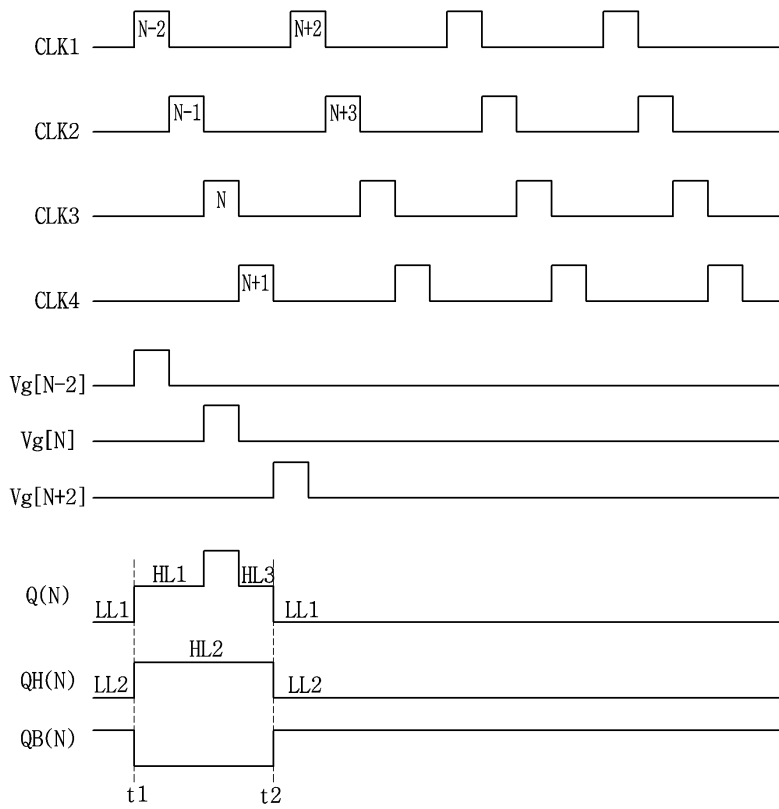 CLK1 N-2 N+2
CLK2 N-1 N+3
CLK3 N
CLK4 N+1
Vg[N-2]
Vg[N]
Vg[N+2]
Q(N) LL1 HL1 HL3 LL1
QH(N) LL2 HL2 LL2
QB(N)
t1 t2